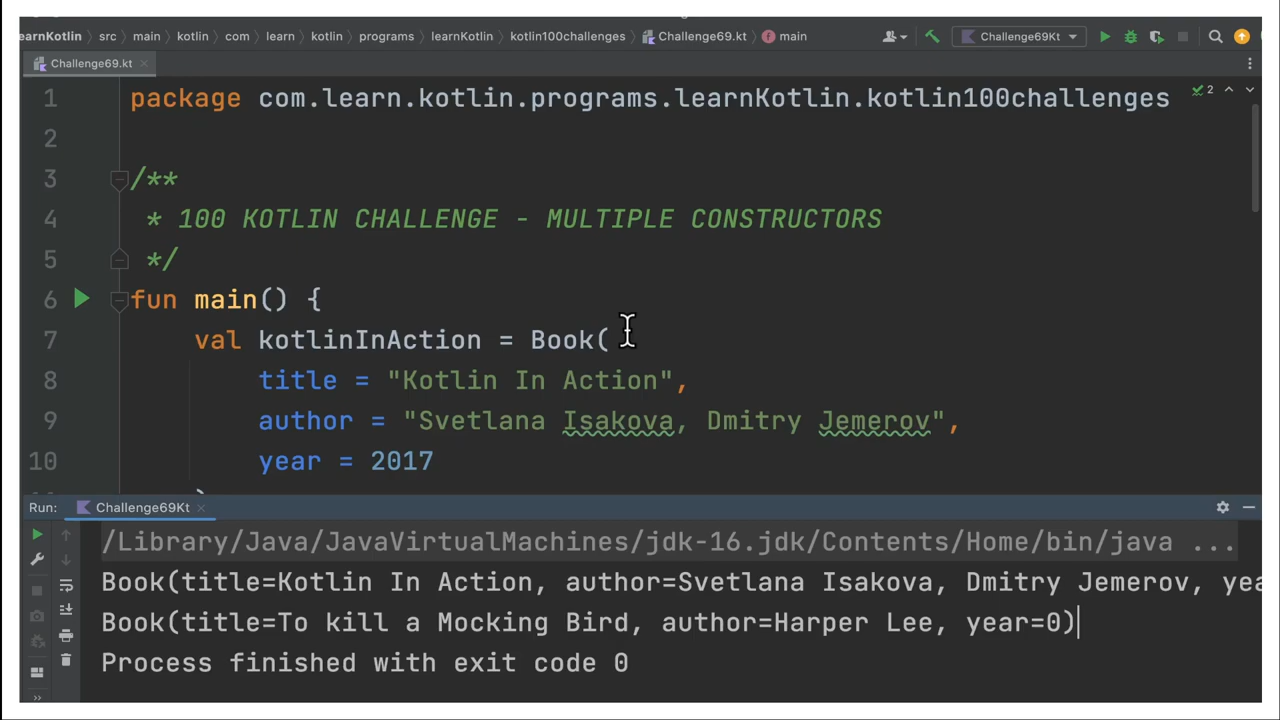 earnKotlin src main kotlin com learn kotlin programs learnKotlin kotlin100challenges Challenge69.kt main Challenge69Kt
Challenge69.kt
1 package com.learn.kotlin.programs.learnKotlin.kotlin100challenges 2
2
3 /**
4 * 100 KOTLIN CHALLENGE - MULTIPLE CONSTRUCTORS
5 */
6 fun main() {
7 val kotlinInAction = Book(
8 title = "Kotlin In Action",
9 author = "Svetlana Isakova, Dmitry Jemerov",
10 year = 2017
Run: Challenge69Kt
/Library/Java/JavaVirtualMachines/jdk-16.jdk/Contents/Home/bin/java ...
Book(title=Kotlin In Action, author=Svetlana Isakova, Dmitry Jemerov, yea
Book(title=To kill a Mocking Bird, author=Harper Lee, year=0)
Process finished with exit code 0